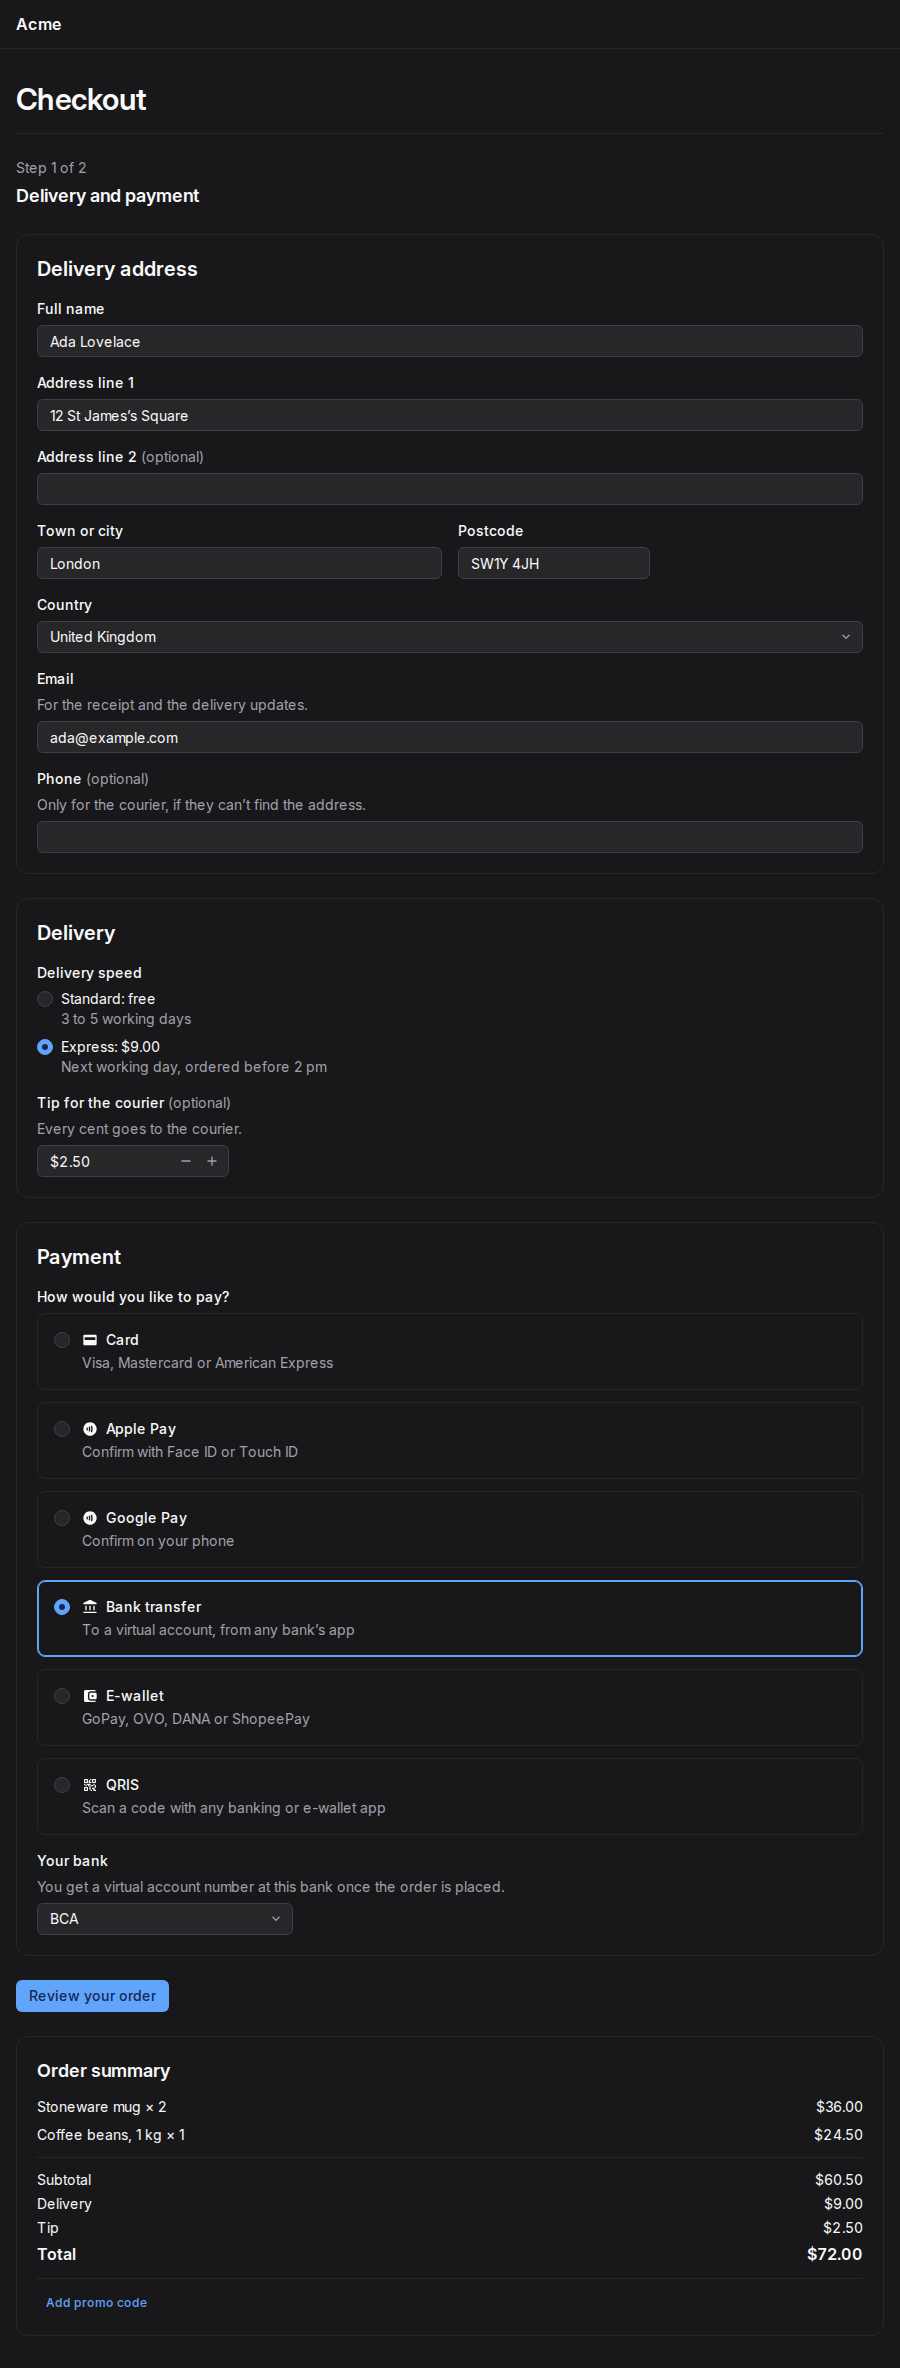 Acme
Checkout
Step 1 of 2
Delivery and payment
Delivery address
Full name
Ada Lovelace
Address line 1
12 St James’s Square
Address line 2 (optional)
Town or city
Postcode
London
SW1Y 4JH
Country
United Kingdom
Email
For the receipt and the delivery updates.
ada@example.com
Phone (optional)
Only for the courier, if they can’t find the address.
Delivery
Delivery speed
Standard: free
3 to 5 working days
Express: $9.00
Next working day, ordered before 2 pm
Tip for the courier (optional)
Every cent goes to the courier.
$2.50
Payment
How would you like to pay?
Card
Visa, Mastercard or American Express
Apple Pay
Confirm with Face ID or Touch ID
Google Pay
Confirm on your phone
Bank transfer
To a virtual account, from any bank’s app
E-wallet
GoPay, OVO, DANA or ShopeePay
QRIS
Scan a code with any banking or e-wallet app
Your bank
You get a virtual account number at this bank once the order is placed.
BCA
Review your order
Order summary
Stoneware mug × 2 $36.00
Coffee beans, 1 kg × 1 $24.50
Subtotal $60.50
Delivery $9.00
Tip $2.50
Total $72.00
Add promo code